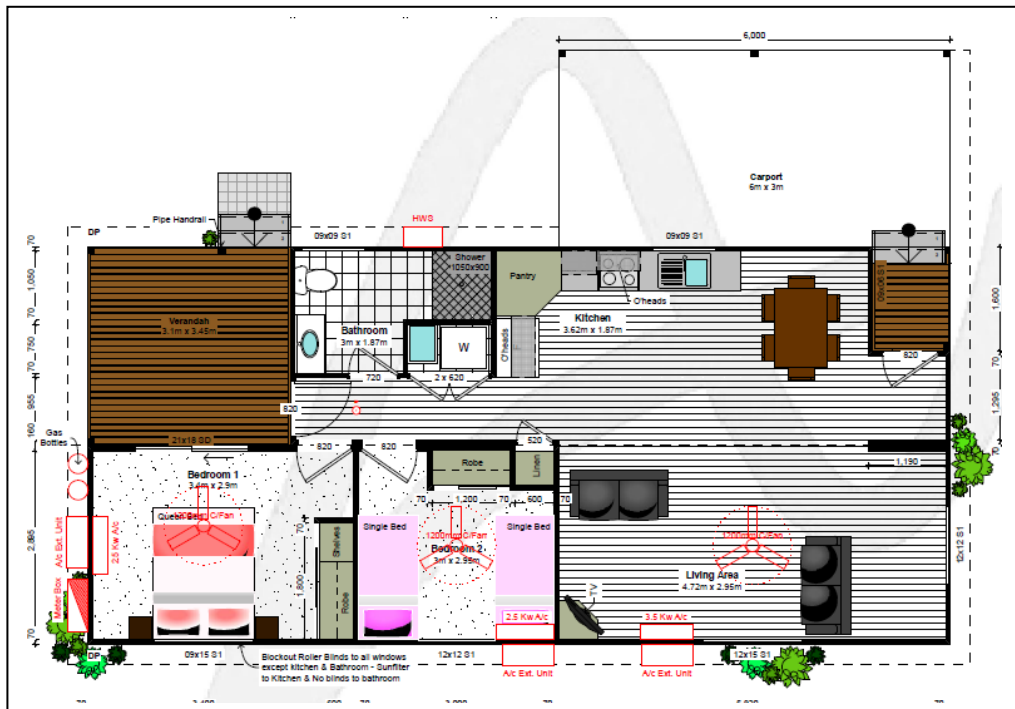 6,000
Carport
6m x 3m
Pipe Handrail
DP
09x09 S1
HWS
09x09 S1
70
1,050
70
750
70
955
160
2,895
70
Shower
1050x900
Pantry
O'heads
09x06 S1
1,600
70
1,295
70
Verandah
3.1m x 3.45m
Bathroom
3m x 1.87m
W
O'heads
Kitchen
3.62m x 1.87m
820
720
2 x 620
820
21x18 SD
820
820
520
1,190
Gas
Bottles
Bedroom 1
3.4m x 2.9m
Robe
Linen
70
1,200
70
600
70
Queen Bed
1200mmC/Fan
70
Single Bed
1200mmC/Fan
Single Bed
Bedroom 2
3m x 2.95m
1200mmC/Fan
Living Area
4.72m x 2.95m
12x12 S1
A/c Ext. Unit
2.5 Kw A/c
Shelves
1,800
Robe
Meter Box
TV
2.5 Kw A/c
3.5 Kw A/c
DP
09x15 S1
Blockout Roller Blinds to all windows
except kitchen & Bathroom - Sunfilter
to Kitchen & No blinds to bathroom
12x12 S1
A/c Ext. Unit
A/c Ext. Unit
12x15 S1